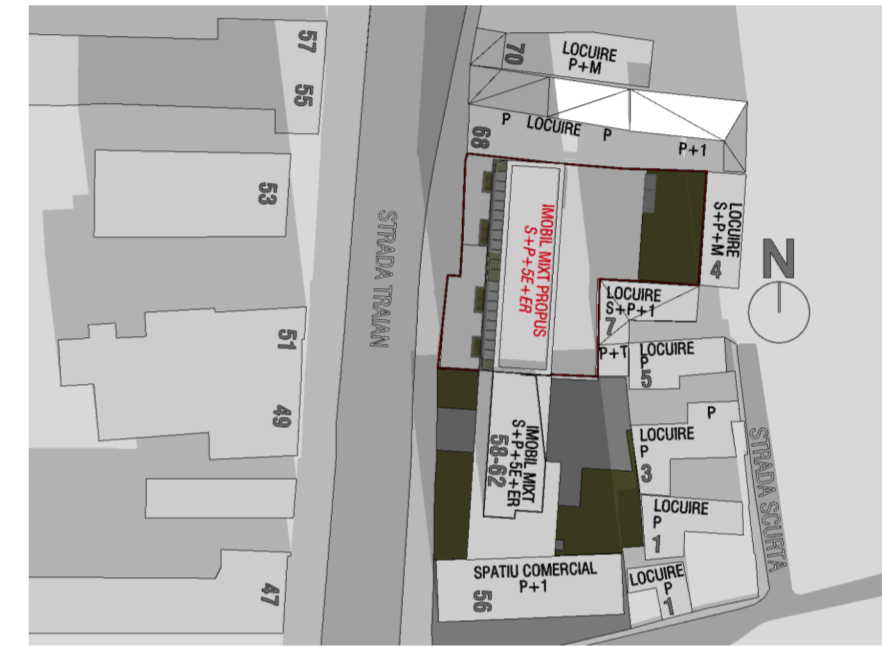 57
55
53
51
49
47
STRADA TRAIAN
70
LOCUIRE
P+M
P
LOCUIRE
P
P+1
68
IMOBIL MIXT PROPUS
S+P+5E+ER
LOCUIRE
S+P+M
4
N
LOCUIRE
S+P+1
7
P+T
LOCUIRE
P
5
P
LOCUIRE
P
3
LOCUIRE
P
1
LOCUIRE
P
1
IMOBIL MIXT
S+P+5E+ER
58-62
SPATIU COMERCIAL
P+1
56
STRADA SCURTĂ